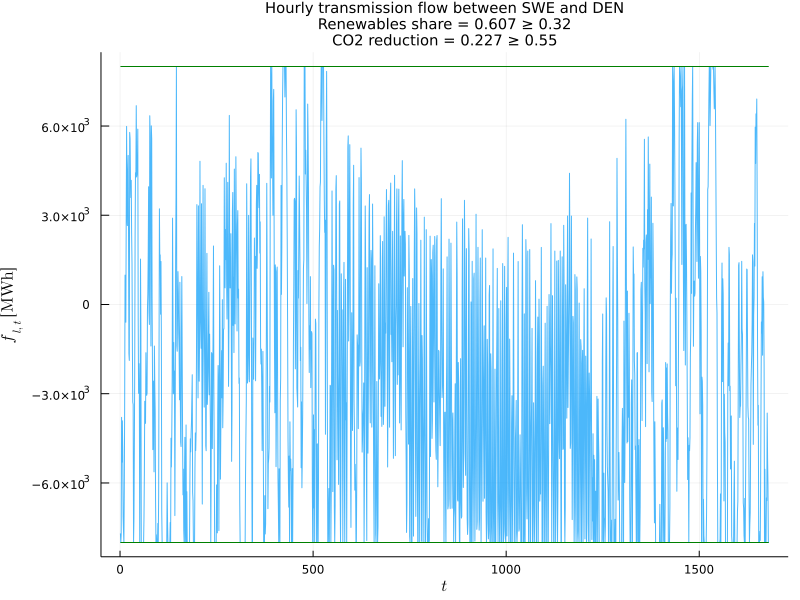 Hourly transmission flow between SWE and DEN
Renewables share = 0.607 ≥ 0.32
CO2 reduction = 0.227 ≥ 0.55
f_{l,t} [MWh]
6.0×10³
3.0×10³
0
−3.0×10³
−6.0×10³
0 500 1000 1500
t